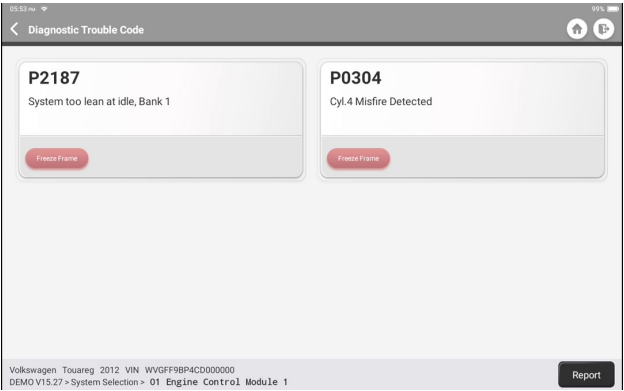 05:53 PM 99%
Diagnostic Trouble Code
P2187
System too lean at idle, Bank 1
Freeze Frame
P0304
Cyl.4 Misfire Detected
Freeze Frame
Volkswagen Touareg 2012 VIN WVGFF9BP4CD000000
DEMO V15.27 > System Selection > 01 Engine Control Module 1
Report